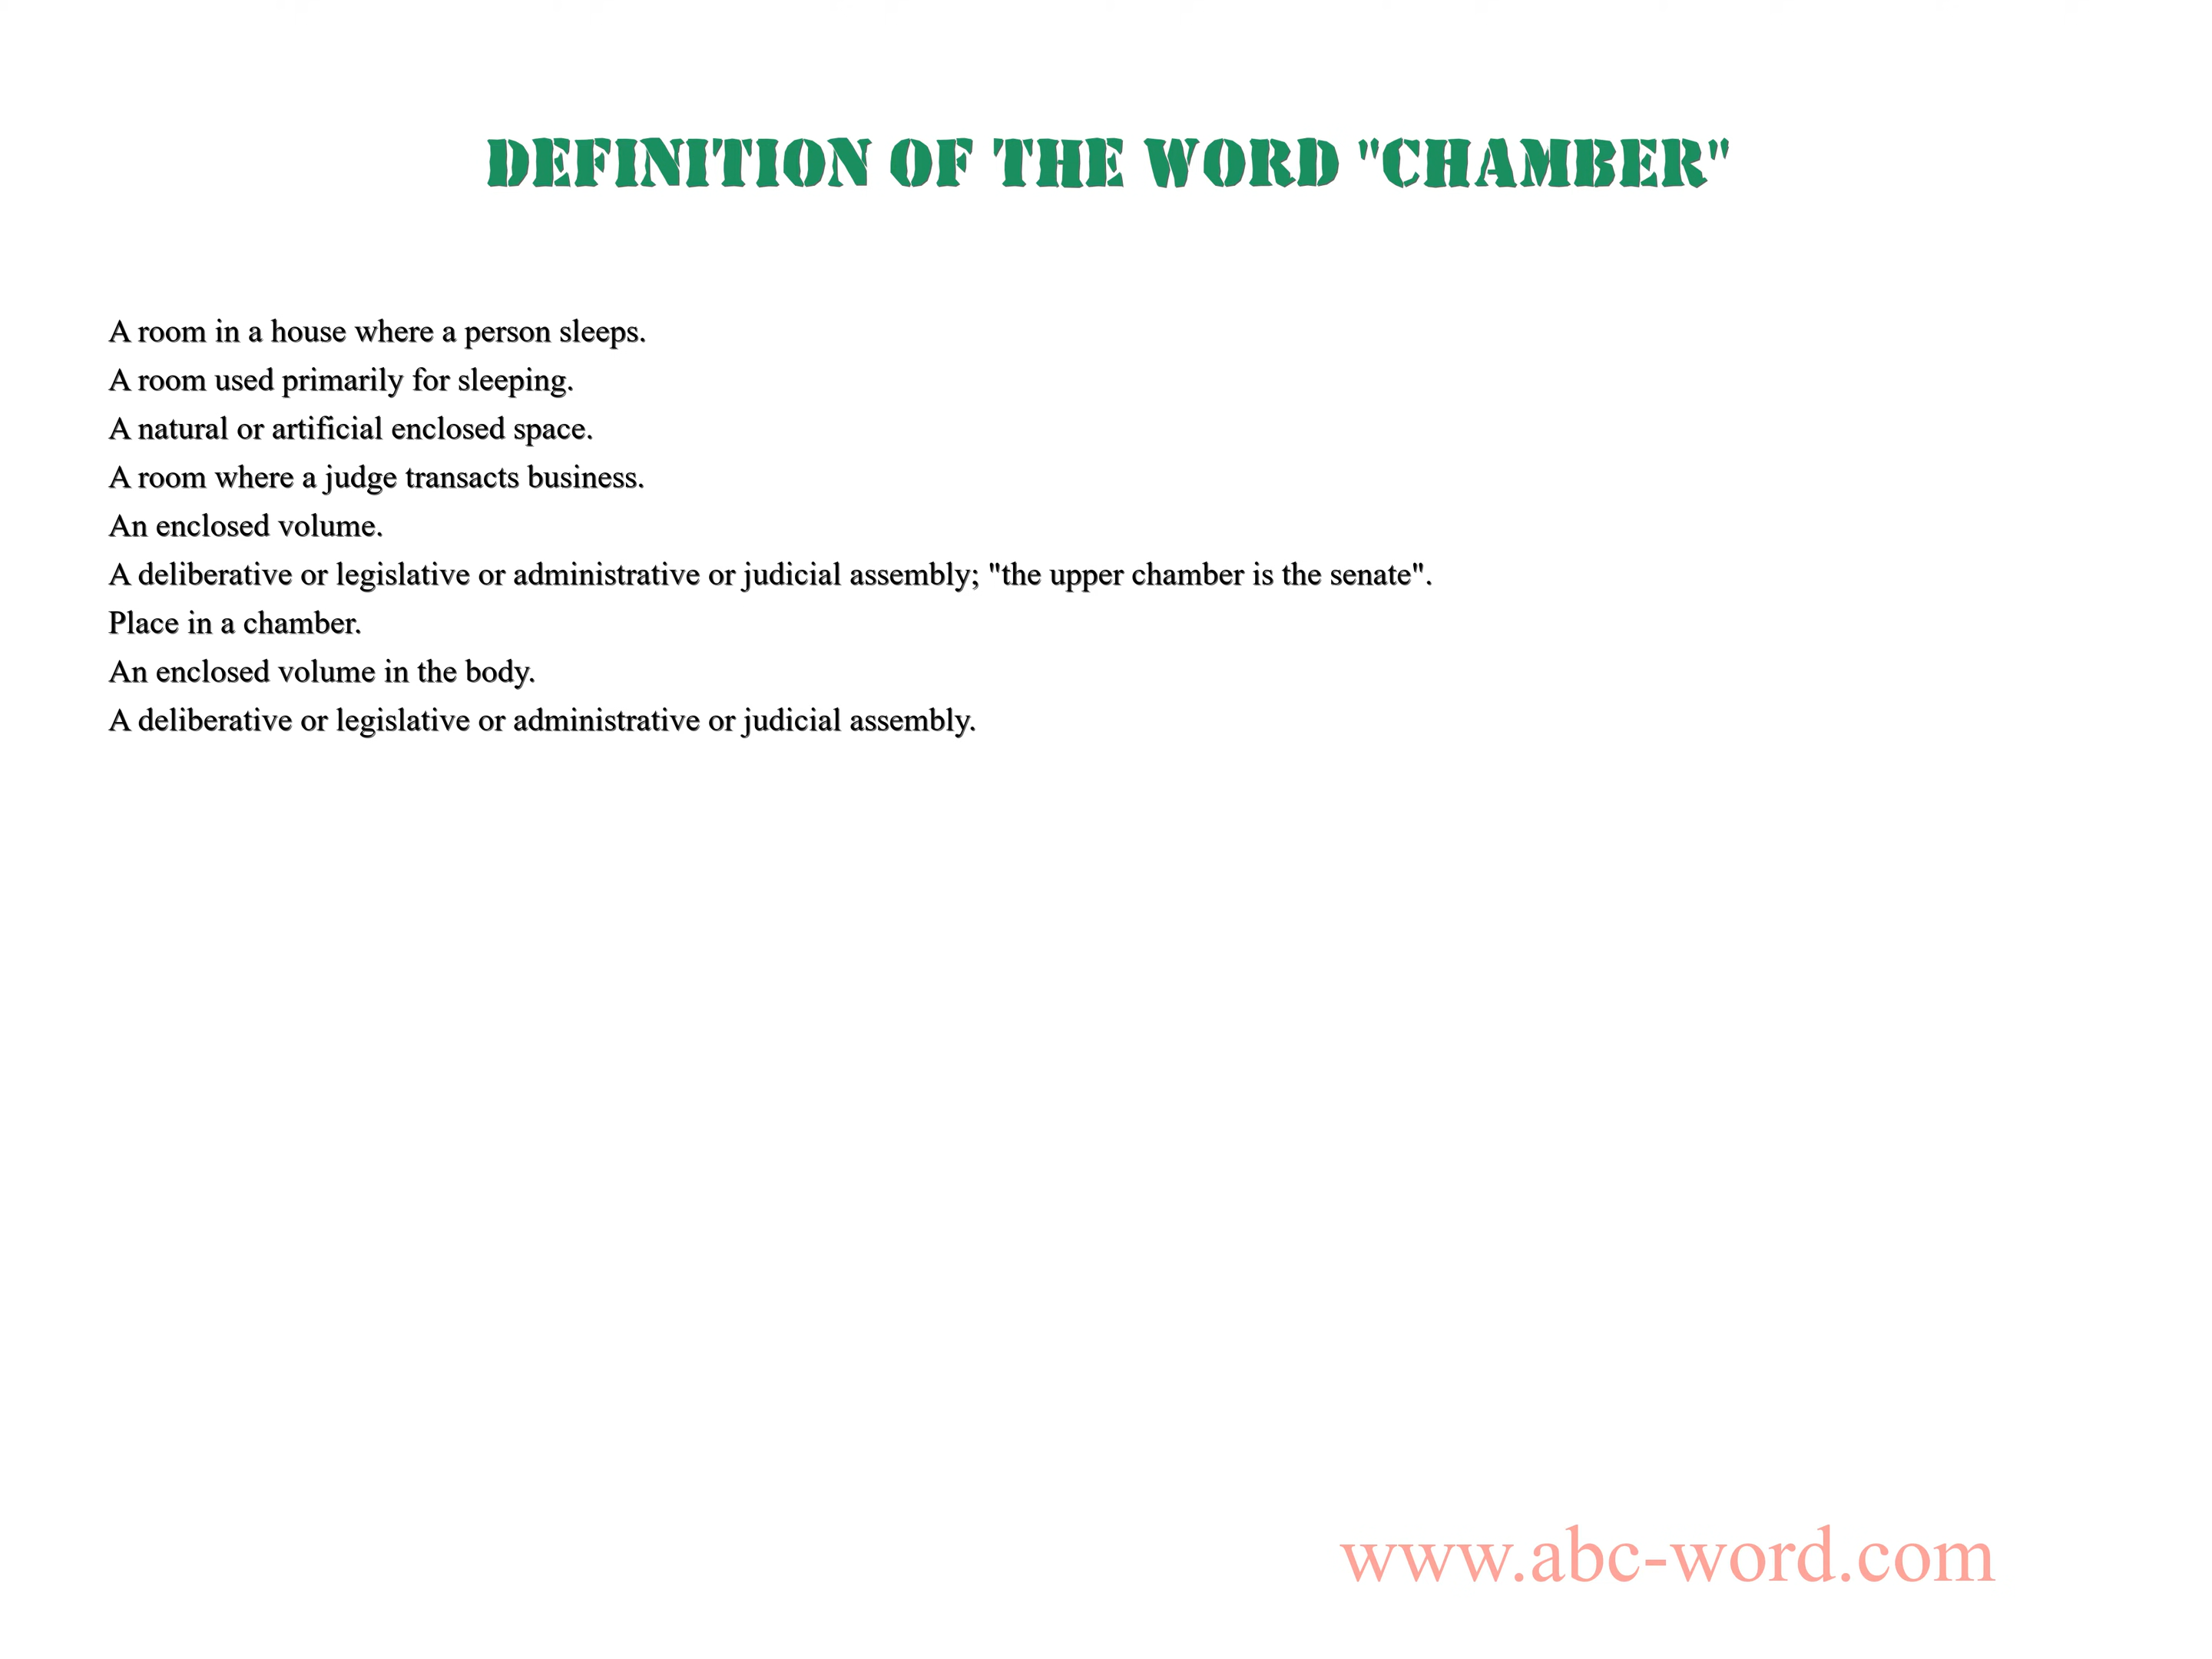 DEFINITION OF THE WORD "CHAMBER"
A room in a house where a person sleeps.
A room used primarily for sleeping.
A natural or artificial enclosed space.
A room where a judge transacts business.
An enclosed volume.
A deliberative or legislative or administrative or judicial assembly; "the upper chamber is the senate".
Place in a chamber.
An enclosed volume in the body.
A deliberative or legislative or administrative or judicial assembly.
www.abc-word.com